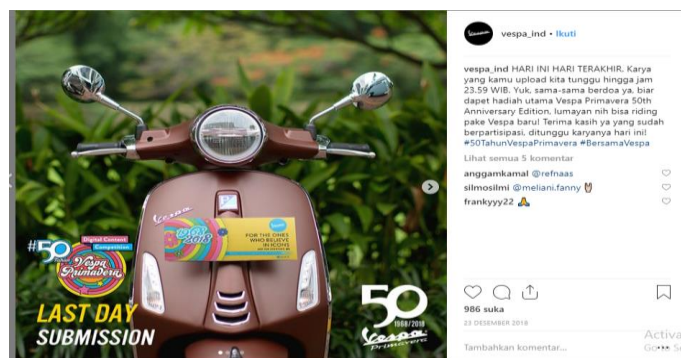 vespa_ind • Ikuti
vespa_ind HARI INI HARI TERAKHIR. Karya
yang kamu upload kita tunggu hingga jam
23.59 WIB. Yuk, sama-sama berdoa ya, biar
dapet hadiah utama Vespa Primavera 50th
Anniversary Edition, lumayan nih bisa riding
pake Vespa baru! Terima kasih ya yang sudah
berpartisipasi, ditunggu karyanya hari ini!
#50TahunVespaPrimavera #BersamaVespa
Lihat semua 5 komentar
anggamkamal @refnaas
silmosilmi @meliani.fanny
frankyyy22
986 suka
23 DESEMBER 2018
Tambahkan komentar...
Activa
Vespa
FOR THE ONES
WHO BELIEVE
IN ICONS
#50 Tahun
Digital Content
Competition
Vespa
Primavera
LAST DAY
SUBMISSION
50
1968/2018
Vespa
Primavera